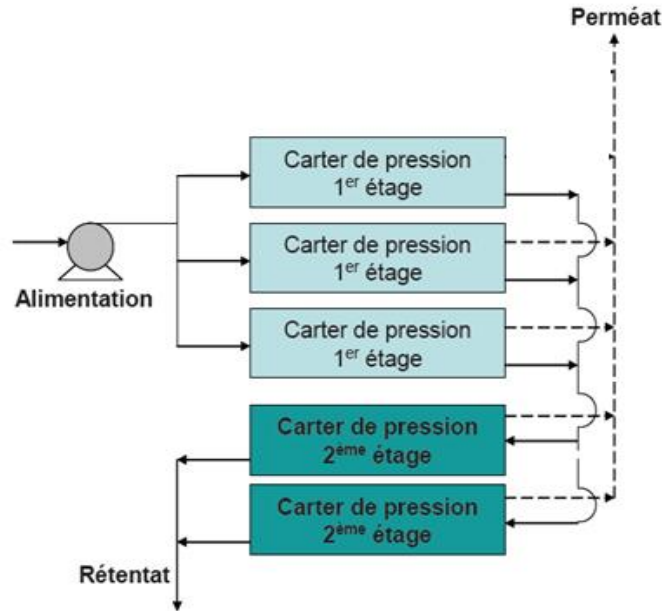 Perméat
Carter de pression
1er étage
Carter de pression
1er étage
Alimentation
Carter de pression
1er étage
Carter de pression
2ème étage
Carter de pression
2ème étage
Rétentat